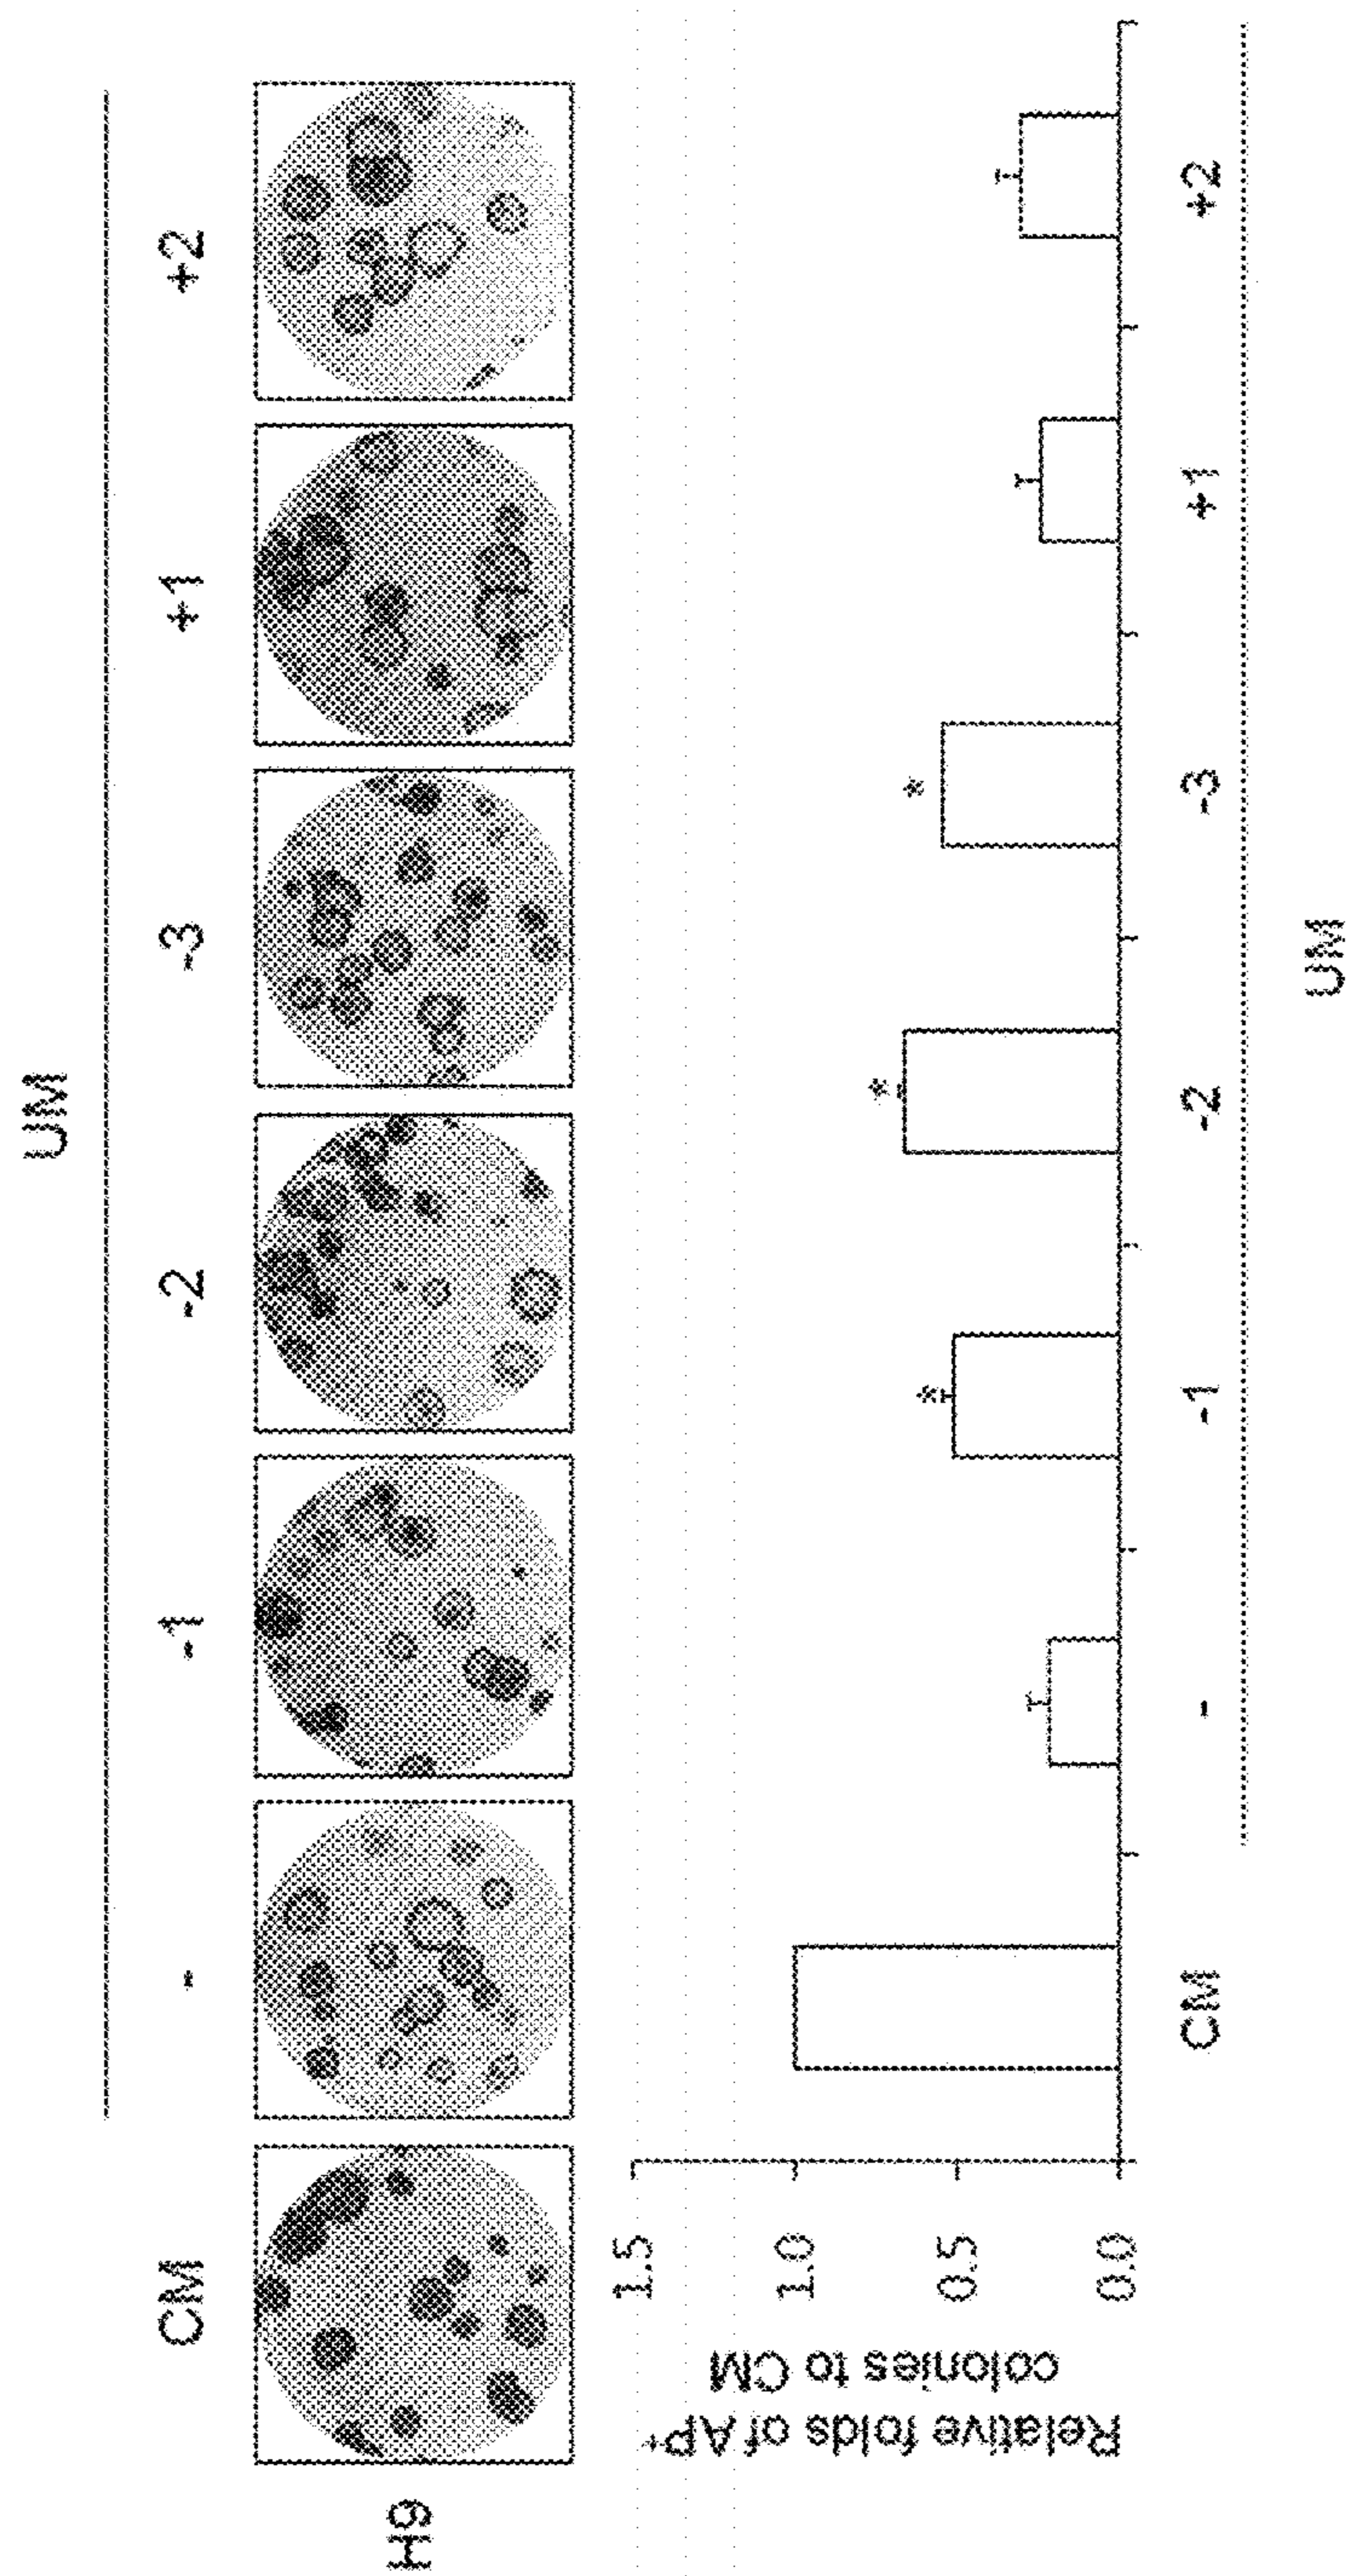 UM
CM - -1 -2 -3 +1 +2
H9
Relative folds of AP+
colonies to CM
1.5
1.0
0.5
0.0
* * *
CM - -1 -2 -3 +1 +2
UM